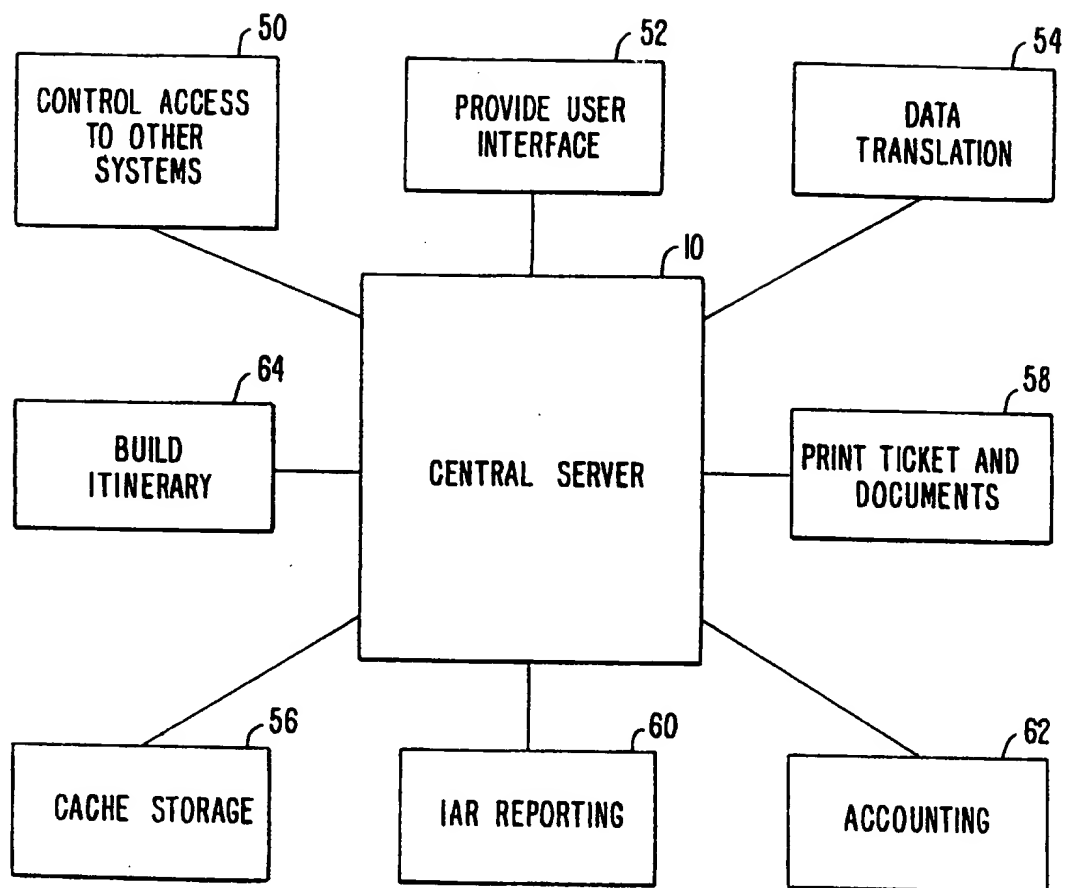 50
CONTROL ACCESS
TO OTHER
SYSTEMS
52
PROVIDE USER
INTERFACE
54
DATA
TRANSLATION
10
CENTRAL SERVER
64
BUILD
ITINERARY
58
PRINT TICKET AND
DOCUMENTS
56
CACHE STORAGE
60
IAR REPORTING
62
ACCOUNTING